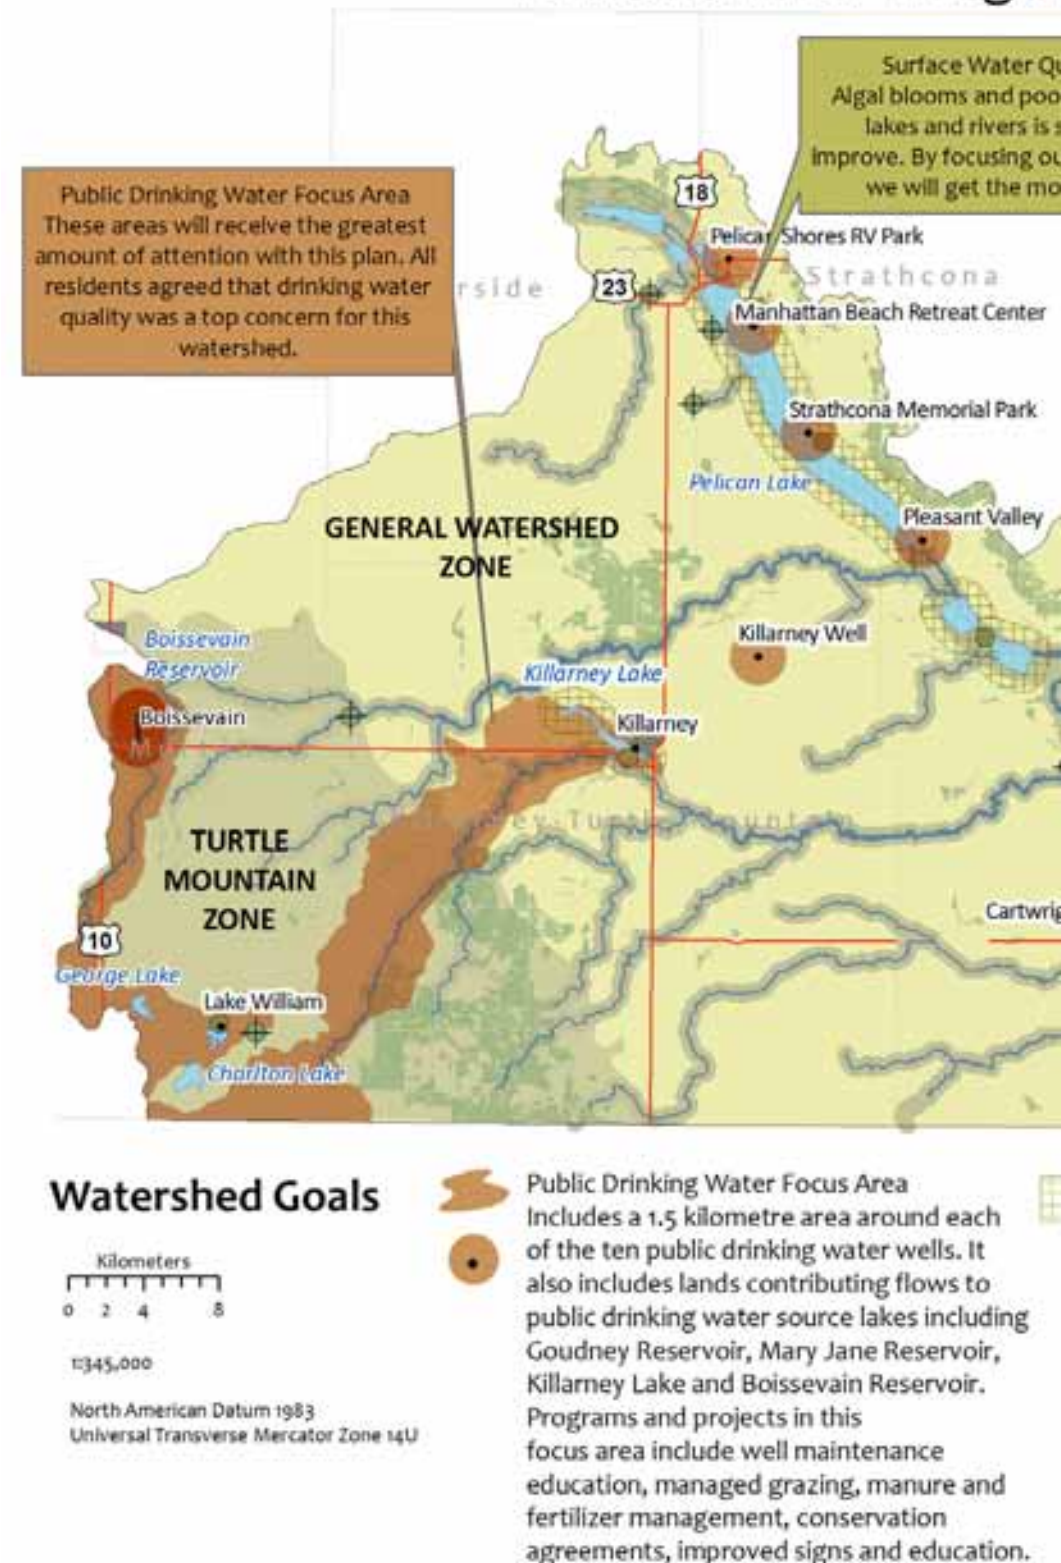 Surface Water Qu
Algal blooms and poo
lakes and rivers is s
improve. By focusing ou
we will get the mo
Public Drinking Water Focus Area
These areas will receive the greatest
amount of attention with this plan. All
residents agreed that drinking water
quality was a top concern for this
watershed.
18
Pelican Shores RV Park
rside
Strathcona
23
Manhattan Beach Retreat Center
Strathcona Memorial Park
Pelican Lake
Pleasant Valley
GENERAL WATERSHED
ZONE
Boissevain
Reservoir
Killarney Well
Killarney Lake
Boissevain
Killarney
TURTLE
MOUNTAIN
ZONE
Cartwrig
10
George Lake
Lake William
Charlton Lake
Watershed Goals
Kilometers
0 2 4 8
1:345,000
North American Datum 1983
Universal Transverse Mercator Zone 14U
Public Drinking Water Focus Area
Includes a 1.5 kilometre area around each
of the ten public drinking water wells. It
also includes lands contributing flows to
public drinking water source lakes including
Goudney Reservoir, Mary Jane Reservoir,
Killarney Lake and Boissevain Reservoir.
Programs and projects in this
focus area include well maintenance
education, managed grazing, manure and
fertilizer management, conservation
agreements, improved signs and education.